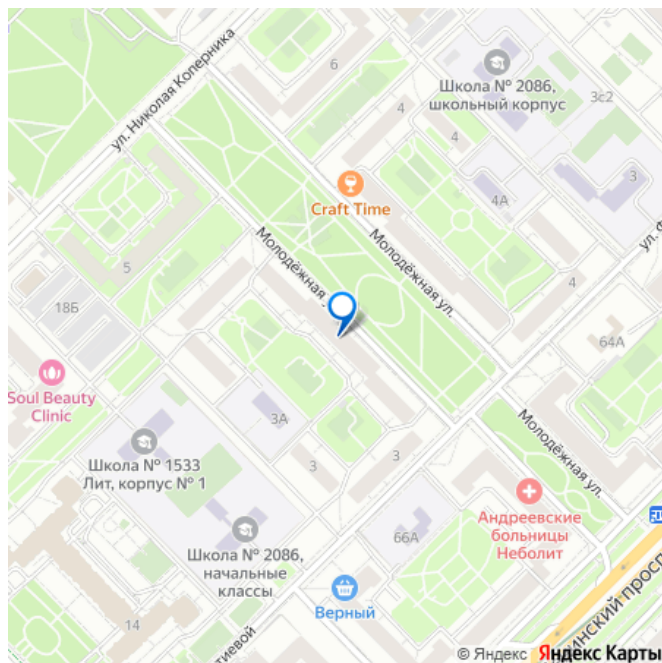 ул. Николая Коперника
6
Школа № 2086,
школьный корпус
3с2
4
4
3
4А
Craft Time
Молодёжная ул.
Молодёжная
5
18Б
4
64А
Soul Beauty
Clinic
3А
Школа № 1533
Лит, корпус № 1
3
3
Молодёжная ул.
Андреевские
больницы
Неболит
66А
Школа № 2086,
начальные
классы
Верный
14
© Яндекс Яндекс Карты